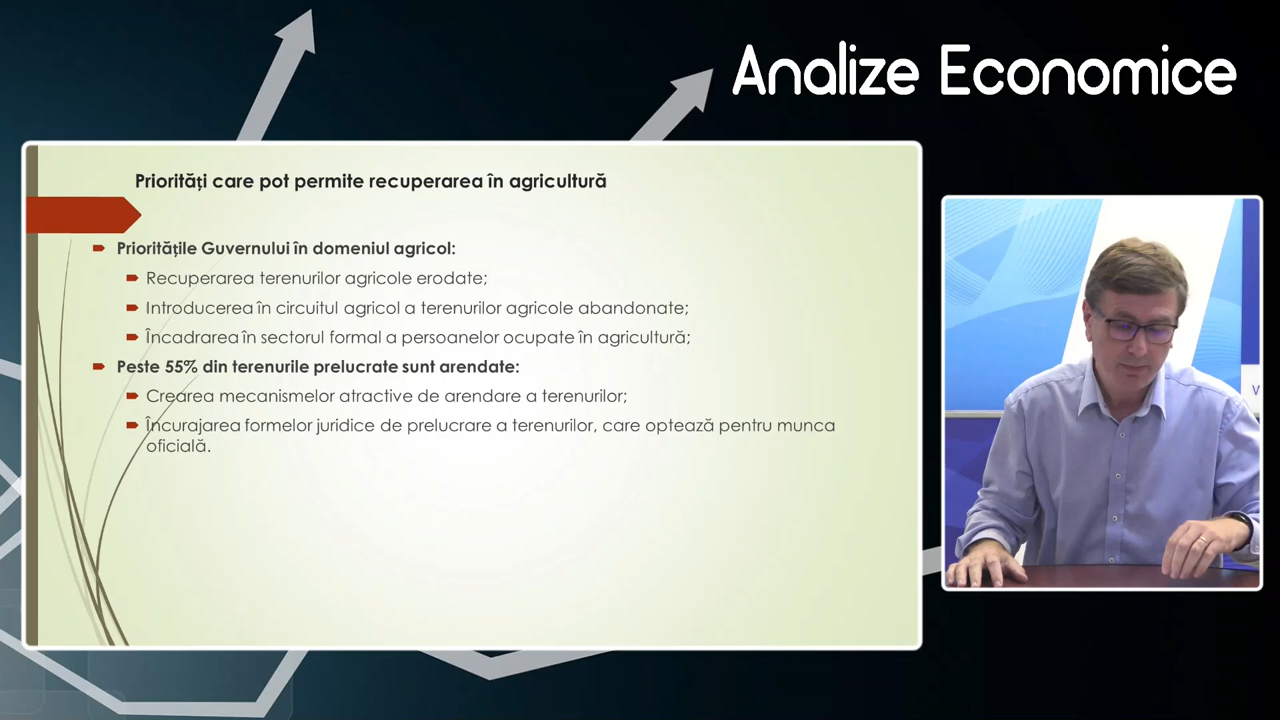 Analize Economice
Priorități care pot permite recuperarea în agricultură
Prioritățile Guvernului în domeniul agricol:
Recuperarea terenurilor agricole erodate;
Introducerea în circuitul agricol a terenurilor agricole abandonate;
Încadrarea în sectorul formal a persoanelor ocupate în agricultură;
Peste 55% din terenurile prelucrate sunt arendate:
Crearea mecanismelor atractive de arendare a terenurilor;
Încurajarea formelor juridice de prelucrare a terenurilor, care optează pentru munca
oficială.
V